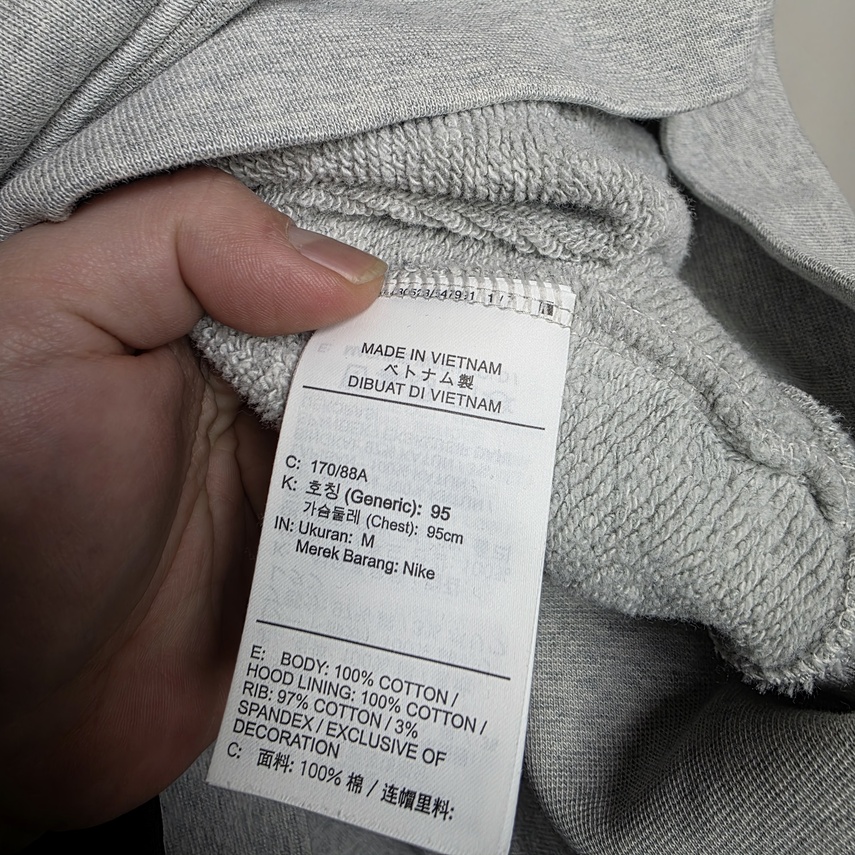 MADE IN VIETNAM
ベトナム製
DIBUAT DI VIETNAM
C: 170/88A
K: 호칭 (Generic): 95
가슴둘레 (Chest): 95cm
IN: Ukuran: M
Merek Barang: Nike
E: BODY: 100% COTTON /
HOOD LINING: 100% COTTON /
RIB: 97% COTTON / 3%
SPANDEX / EXCLUSIVE OF
DECORATION
C: 面料: 100% 棉 / 连帽里料: